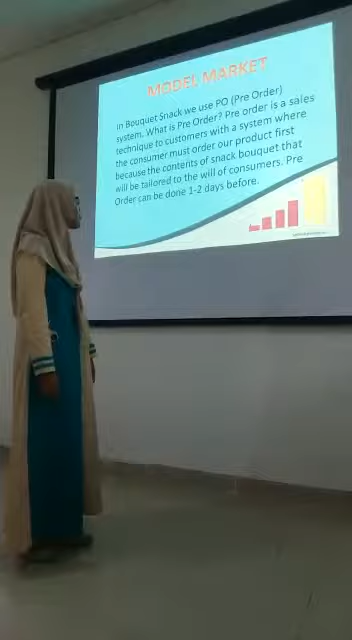 MODEL MARKET
in Bouquet Snack we use PO (Pre Order)
system. What is Pre Order? Pre order is a sales
technique to customers with a system where
the consumer must order our product first
because the contents of snack bouquet that
will be tailored to the will of consumers. Pre
Order can be done 1-2 days before.